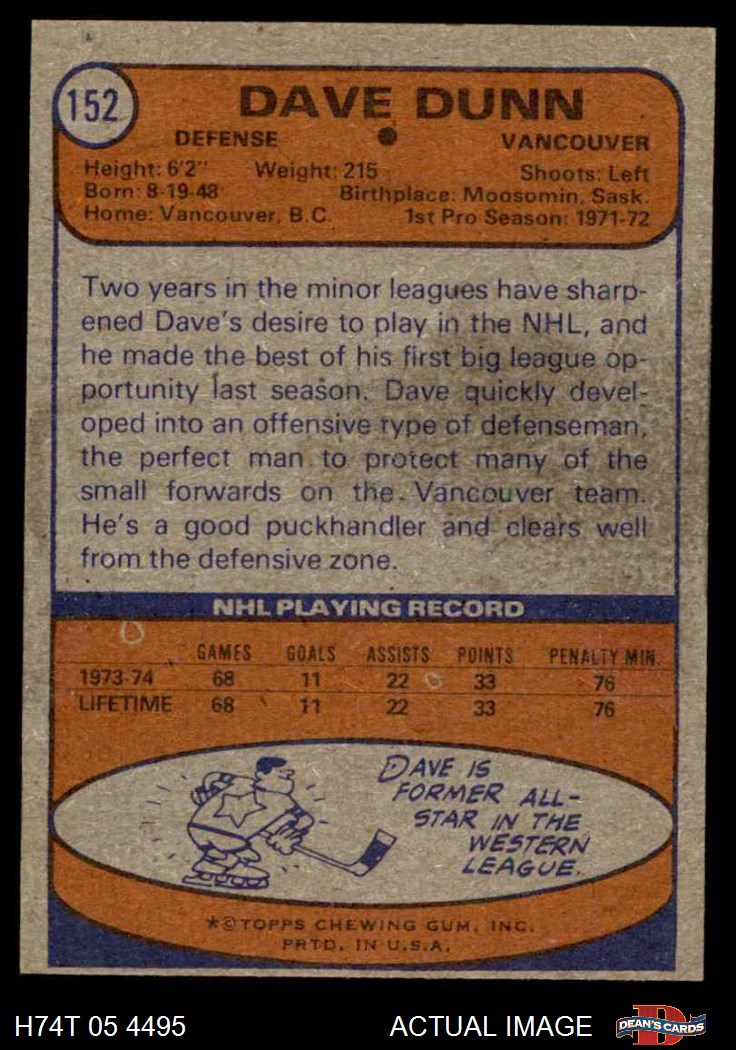 152
DAVE DUNN
DEFENSE VANCOUVER
Height: 6'2" Weight: 215 Shoots: Left
Born: 8-19-48 Birthplace: Moosomin, Sask.
Home: Vancouver, B.C. 1st Pro Season: 1971-72
Two years in the minor leagues have sharp-
ened Dave's desire to play in the NHL, and
he made the best of his first big league op-
portunity last season. Dave quickly devel-
oped into an offensive type of defenseman,
the perfect man to protect many of the
small forwards on the Vancouver team.
He's a good puckhandler and clears well
from the defensive zone.
NHL PLAYING RECORD
GAMES GOALS ASSISTS POINTS PENALTY MIN.
1973-74 68 11 22 33 76
LIFETIME 68 11 22 33 76
DAVE IS
FORMER ALL-
STAR IN THE
WESTERN
LEAGUE.
*©TOPPS CHEWING GUM, INC.
PRTD. IN U.S.A.
H74T 05 4495 ACTUAL IMAGE
D
DEAN'S CARDS